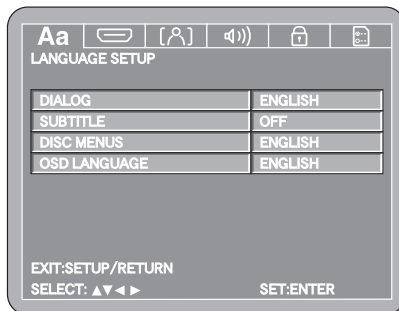 Aa
LANGUAGE SETUP
DIALOG ENGLISH
SUBTITLE OFF
DISC MENUS ENGLISH
OSD LANGUAGE ENGLISH
EXIT:SETUP/RETURN
SELECT: ▲▼◄► SET:ENTER